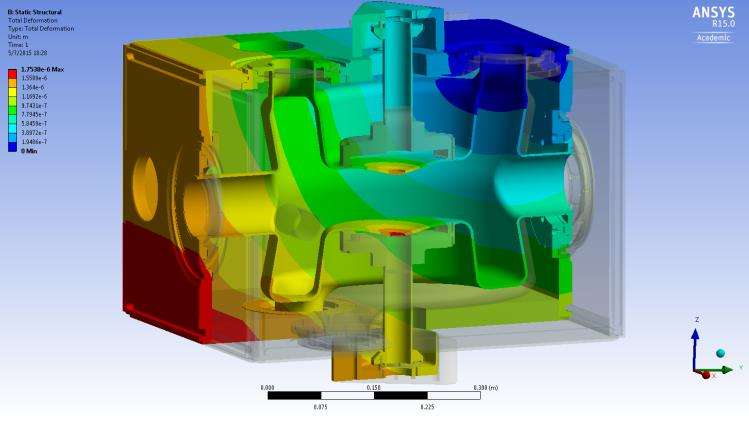 B: Static Structural
Total Deformation
Type: Total Deformation
Unit: m
Time: 1
5/7/2015 18:28
1.7538e-6 Max
1.5589e-6
1.364e-6
1.1692e-6
9.7431e-7
7.7945e-7
5.8459e-7
3.8972e-7
1.9486e-7
0 Min
ANSYS
R15.0
Academic
0.000
0.150
0.300 (m)
0.075
0.225
Z
Y
X